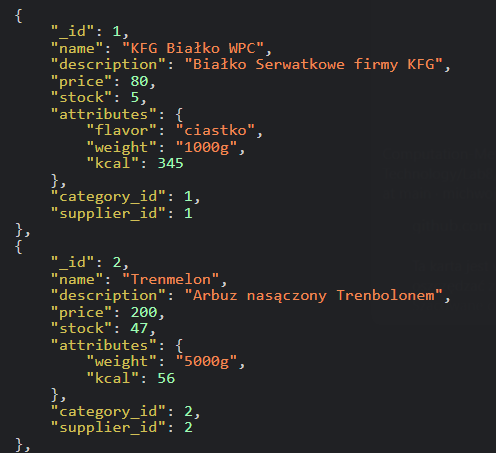 {
"_id": 1,
"name": "KFG Białko WPC",
"description": "Białko Serwatkowe firmy KFG",
"price": 80,
"stock": 5,
"attributes": {
"flavor": "ciastko",
"weight": "1000g",
"kcal": 345
},
"category_id": 1,
"supplier_id": 1
},
{
"_id": 2,
"name": "Trenmelon",
"description": "Arbuz nasączony Trenbolonem",
"price": 200,
"stock": 47,
"attributes": {
"weight": "5000g",
"kcal": 56
},
"category_id": 2,
"supplier_id": 2
},